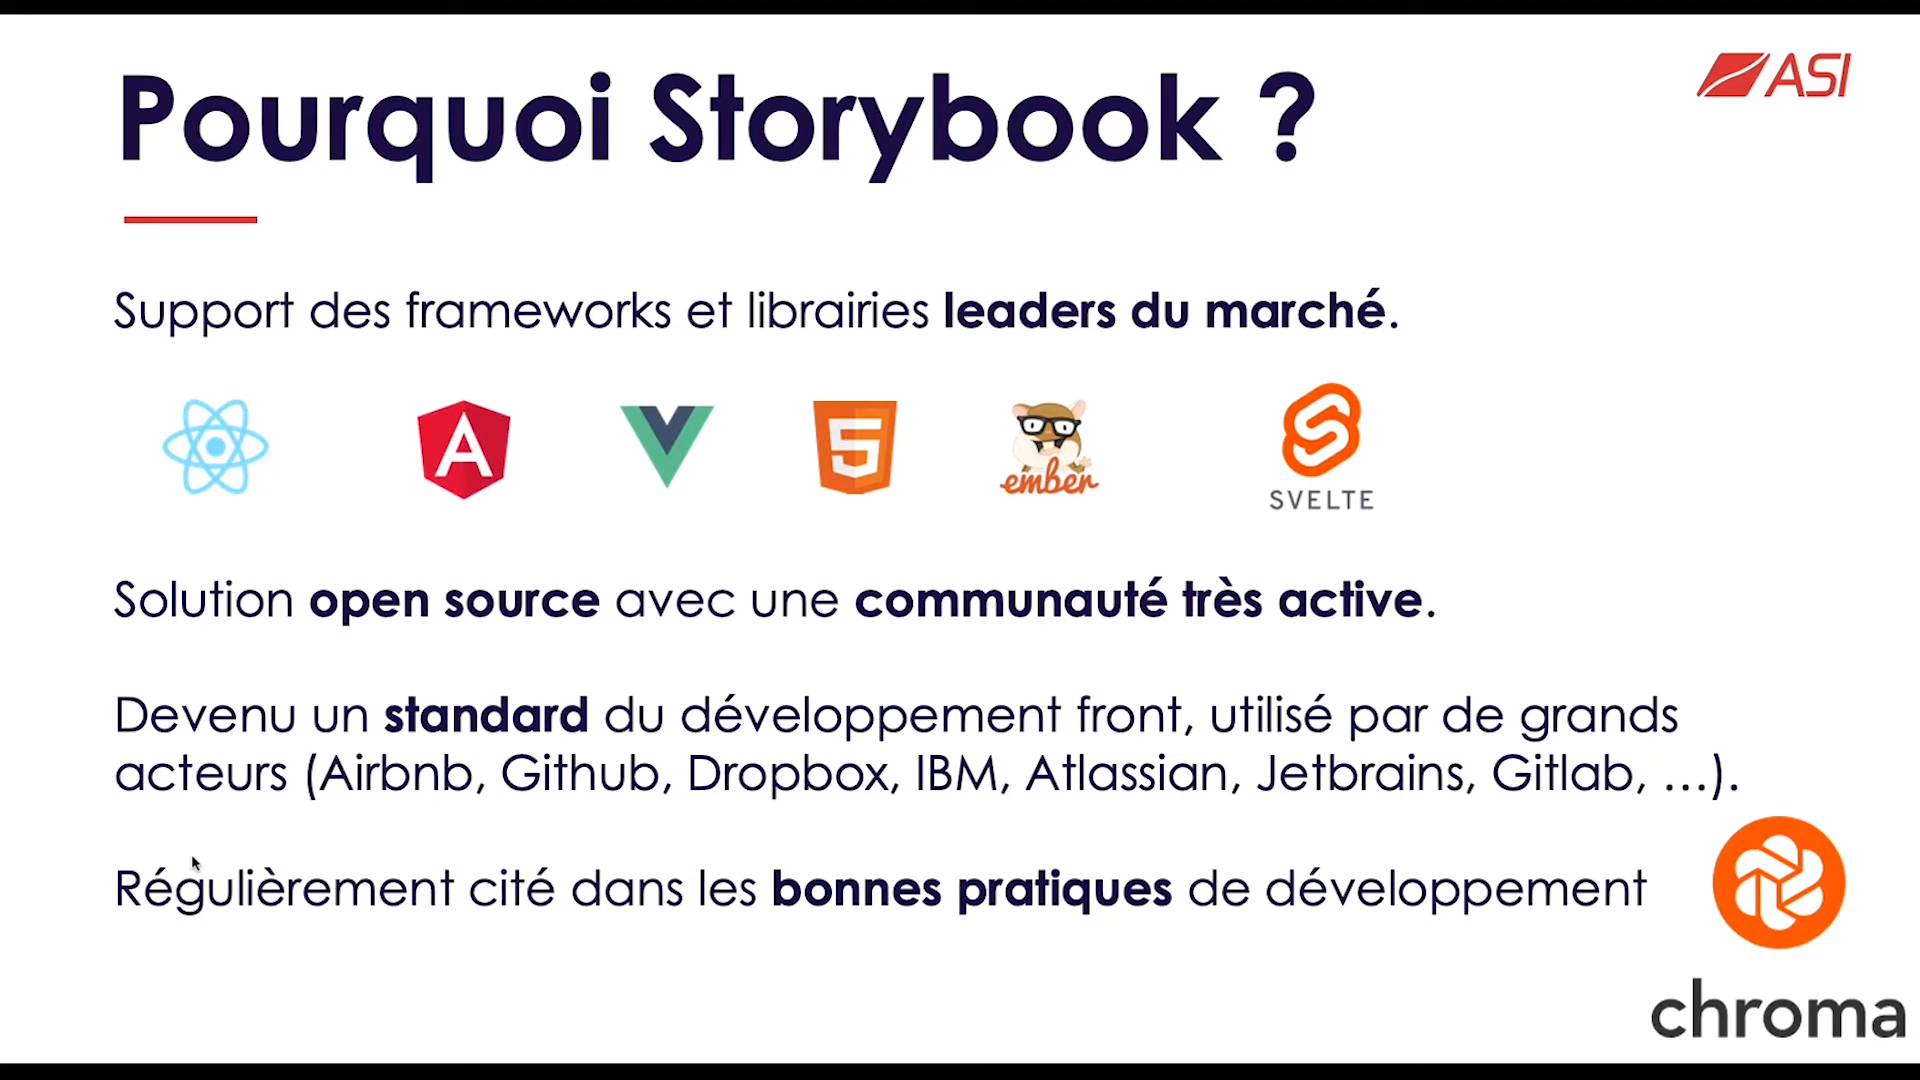 Pourquoi Storybook ?
ASI
Support des frameworks et librairies leaders du marché.
ember
SVELTE
Solution open source avec une communauté très active.
Devenu un standard du développement front, utilisé par de grands
acteurs (Airbnb, Github, Dropbox, IBM, Atlassian, Jetbrains, Gitlab, …).
Régulièrement cité dans les bonnes pratiques de développement
chroma